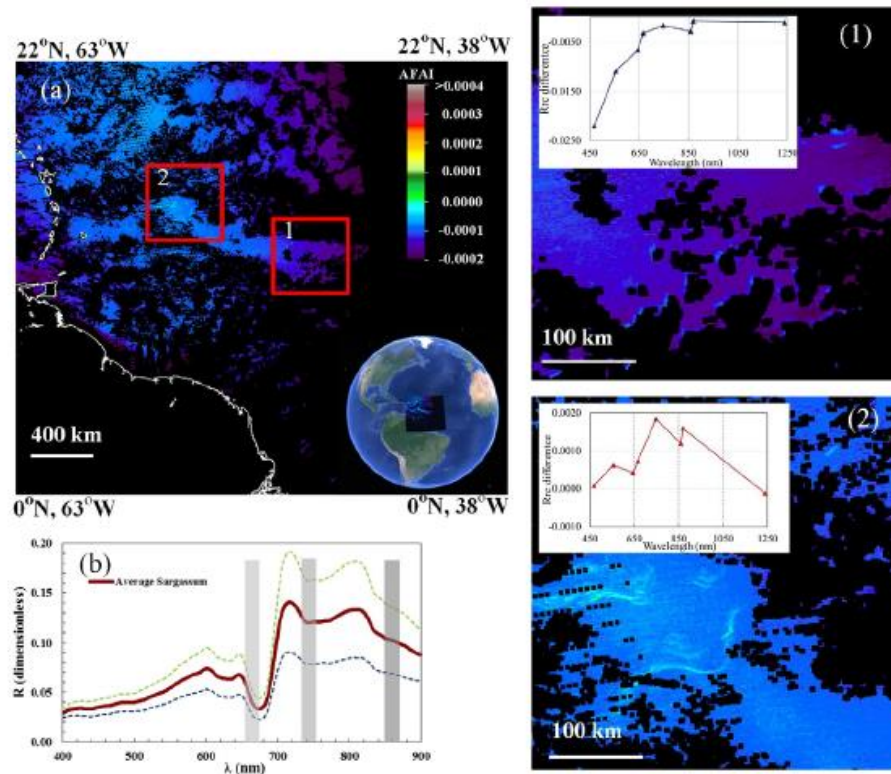 22°N, 63°W
22°N, 38°W
(a)
AFAI
>0.0004
0.0003
0.0002
0.0001
0.0000
-0.0001
-0.0002
2
1
400 km
0°N, 63°W
0°N, 38°W
(b)
Average Sargassum
R (dimensionless)
0.20
0.15
0.10
0.05
0.00
400 500 600 700 800 900
λ (nm)
(1)
Rrc difference
-0.0050
-0.0150
-0.0250
450 650 850 1050 1250
Wavelength (nm)
100 km
(2)
Rrc difference
0.0020
0.0010
0.0000
-0.0010
450 650 850 1050 1250
Wavelength (nm)
100 km